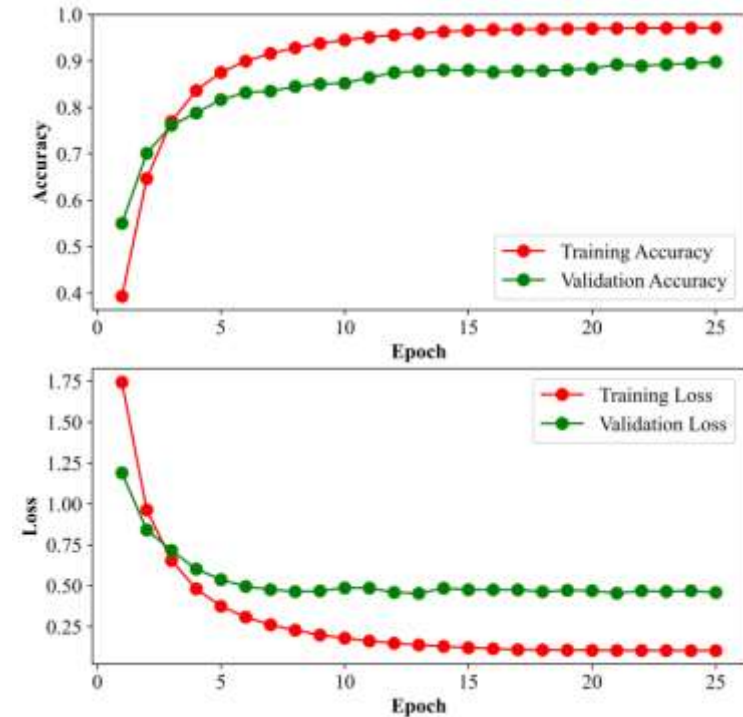 1.0
0.9
0.8
0.7
0.6
0.5
0.4
Accuracy
Training Accuracy
Validation Accuracy
0 5 10 15 20 25
Epoch
1.75
1.50
1.25
1.00
0.75
0.50
0.25
Loss
Training Loss
Validation Loss
0 5 10 15 20 25
Epoch